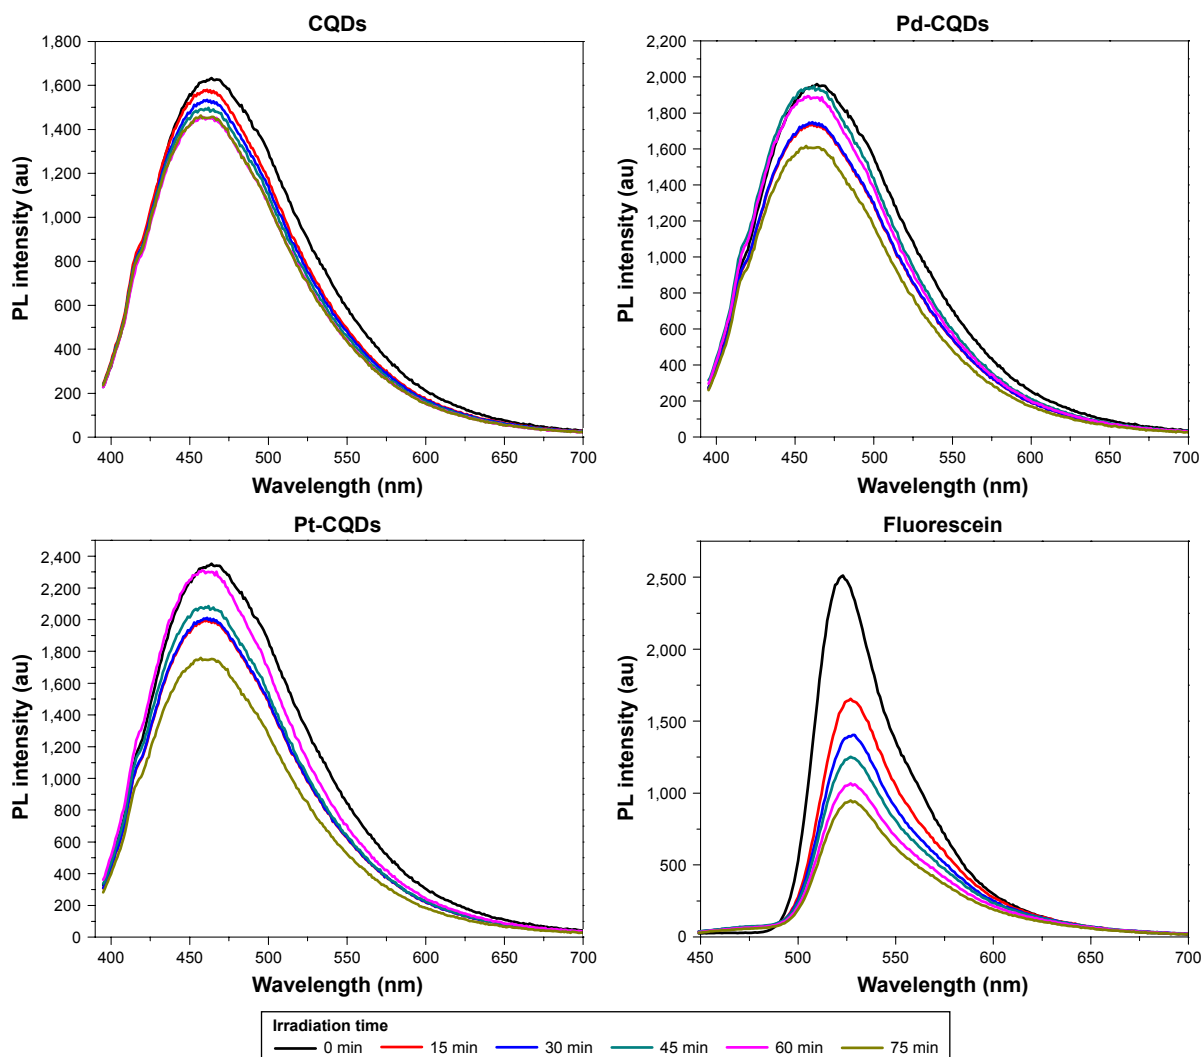 CQDs
1,800
1,600
1,400
1,200
1,000
800
600
400
200
0
PL intensity (au)
400 450 500 550 600 650 700
Wavelength (nm)
Pd-CQDs
2,200
2,000
1,800
1,600
1,400
1,200
1,000
800
600
400
200
0
PL intensity (au)
400 450 500 550 600 650 700
Wavelength (nm)
Pt-CQDs
2,400
2,200
2,000
1,800
1,600
1,400
1,200
1,000
800
600
400
200
0
PL intensity (au)
400 450 500 550 600 650 700
Wavelength (nm)
Fluorescein
2,500
2,000
1,500
1,000
500
0
PL intensity (au)
450 500 550 600 650 700
Wavelength (nm)
Irradiation time
0 min 15 min 30 min 45 min 60 min 75 min